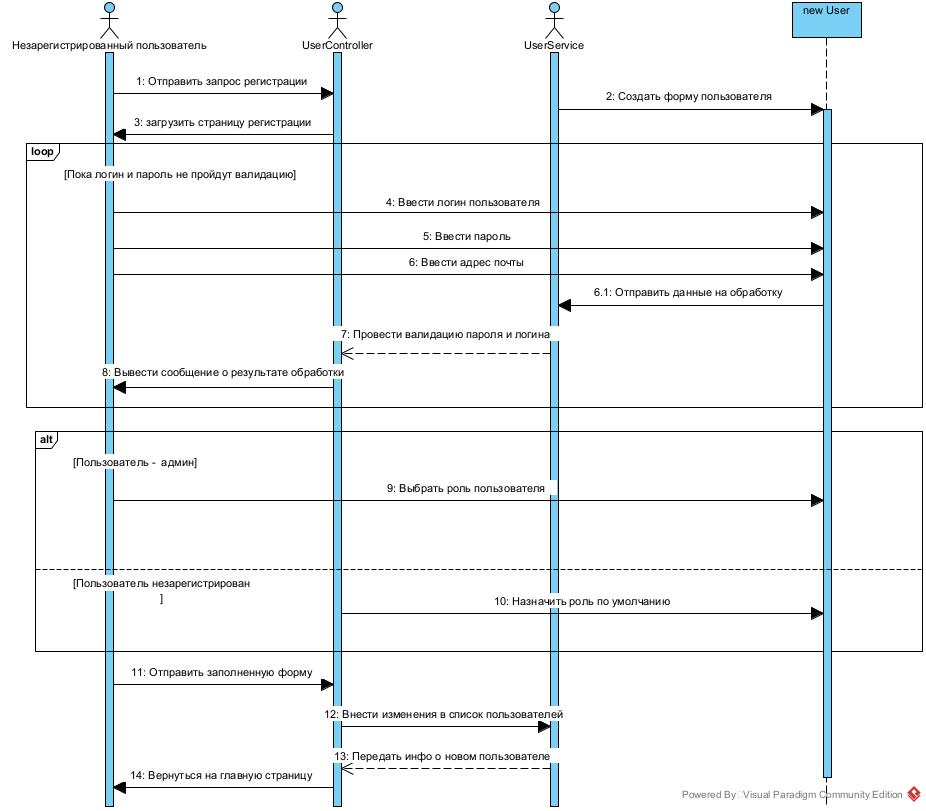 new User
Незарегистрированный пользователь
UserController
UserService
1: Отправить запрос регистрации
2: Создать форму пользователя
3: загрузить страницу регистрации
loop
[Пока логин и пароль не пройдут валидацию]
4: Ввести логин пользователя
5: Ввести пароль
6: Ввести адрес почты
6.1: Отправить данные на обработку
7: Провести валидацию пароля и логина
8: Вывести сообщение о результате обработки
alt
[Пользователь - админ]
9: Выбрать роль пользователя
[Пользователь незарегистрирован
]
10: Назначить роль по умолчанию
11: Отправить заполненную форму
12: Внести изменения в список пользователей
13: Передать инфо о новом пользователе
14: Вернуться на главную страницу
Powered By Visual Paradigm Community Edition